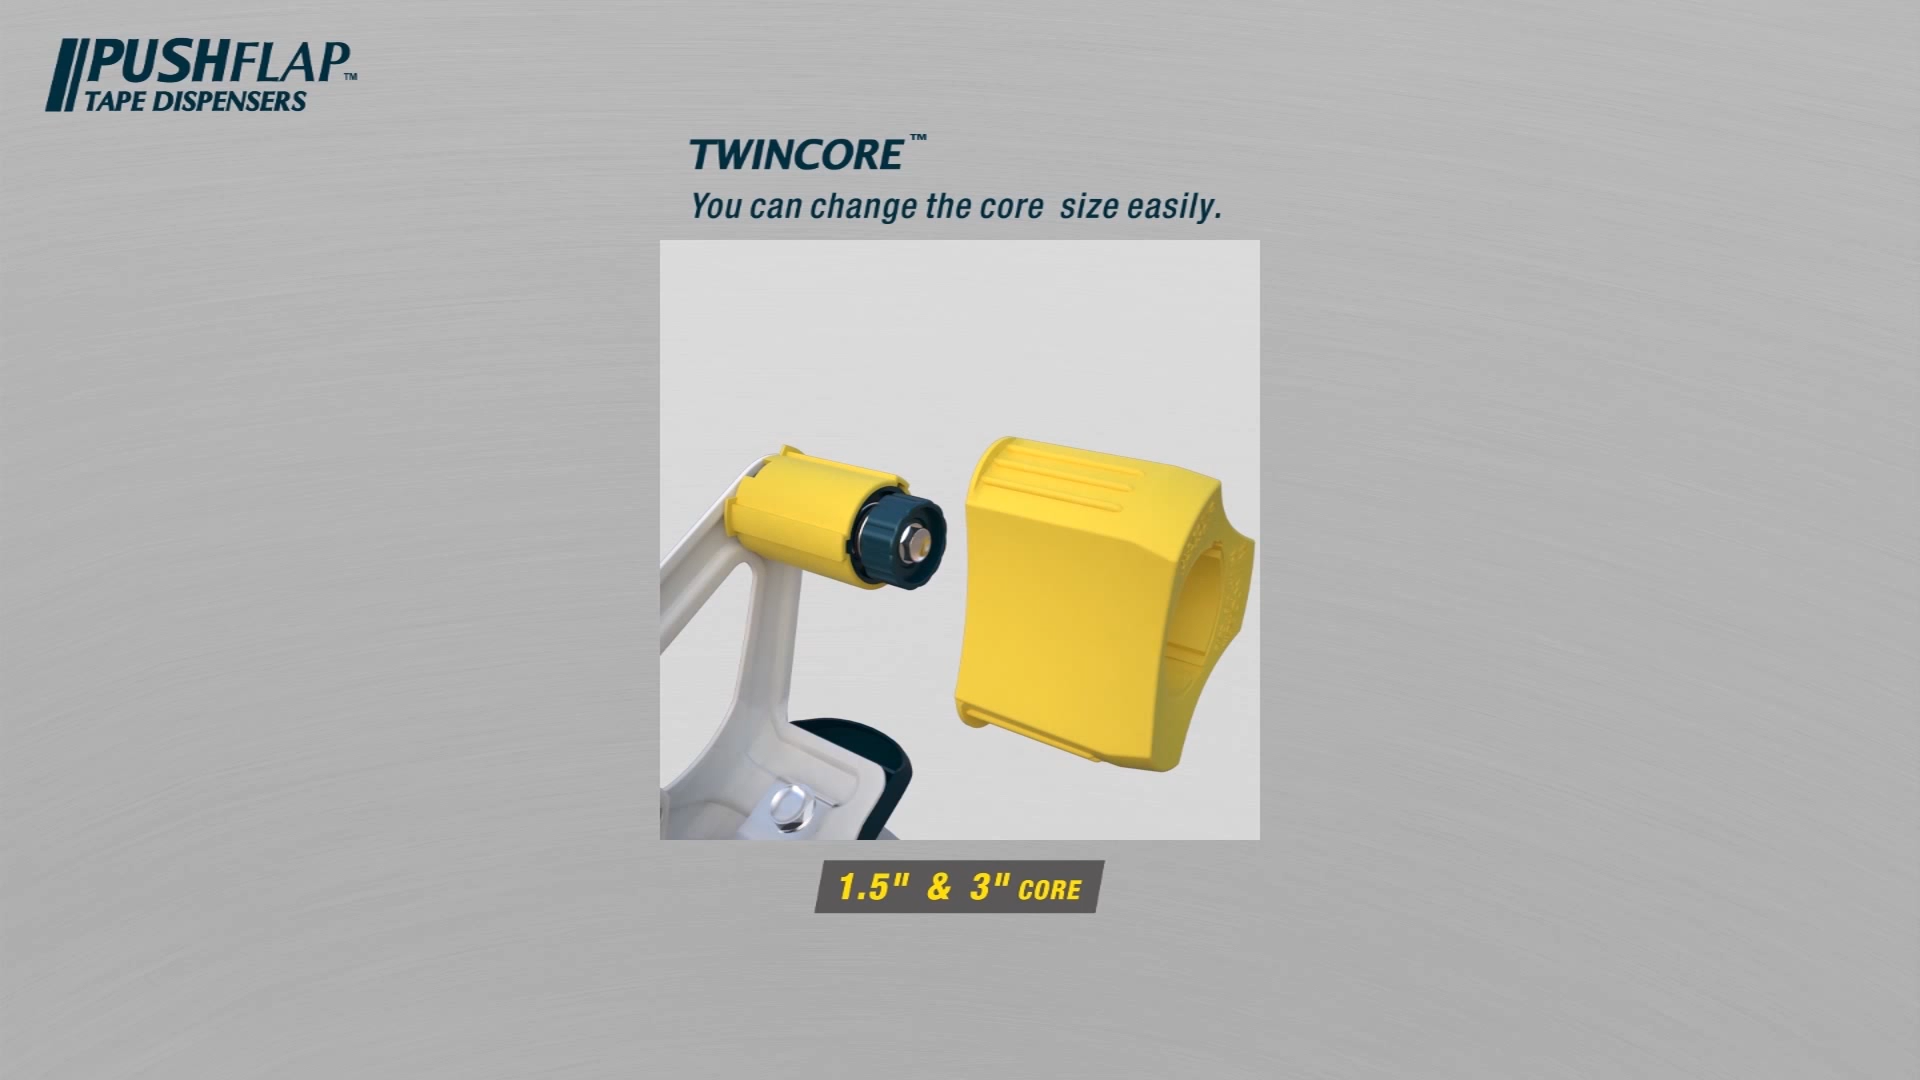 PUSHFLAP™
TAPE DISPENSERS
TWINCORE™
You can change the core size easily.
1.5" & 3" CORE